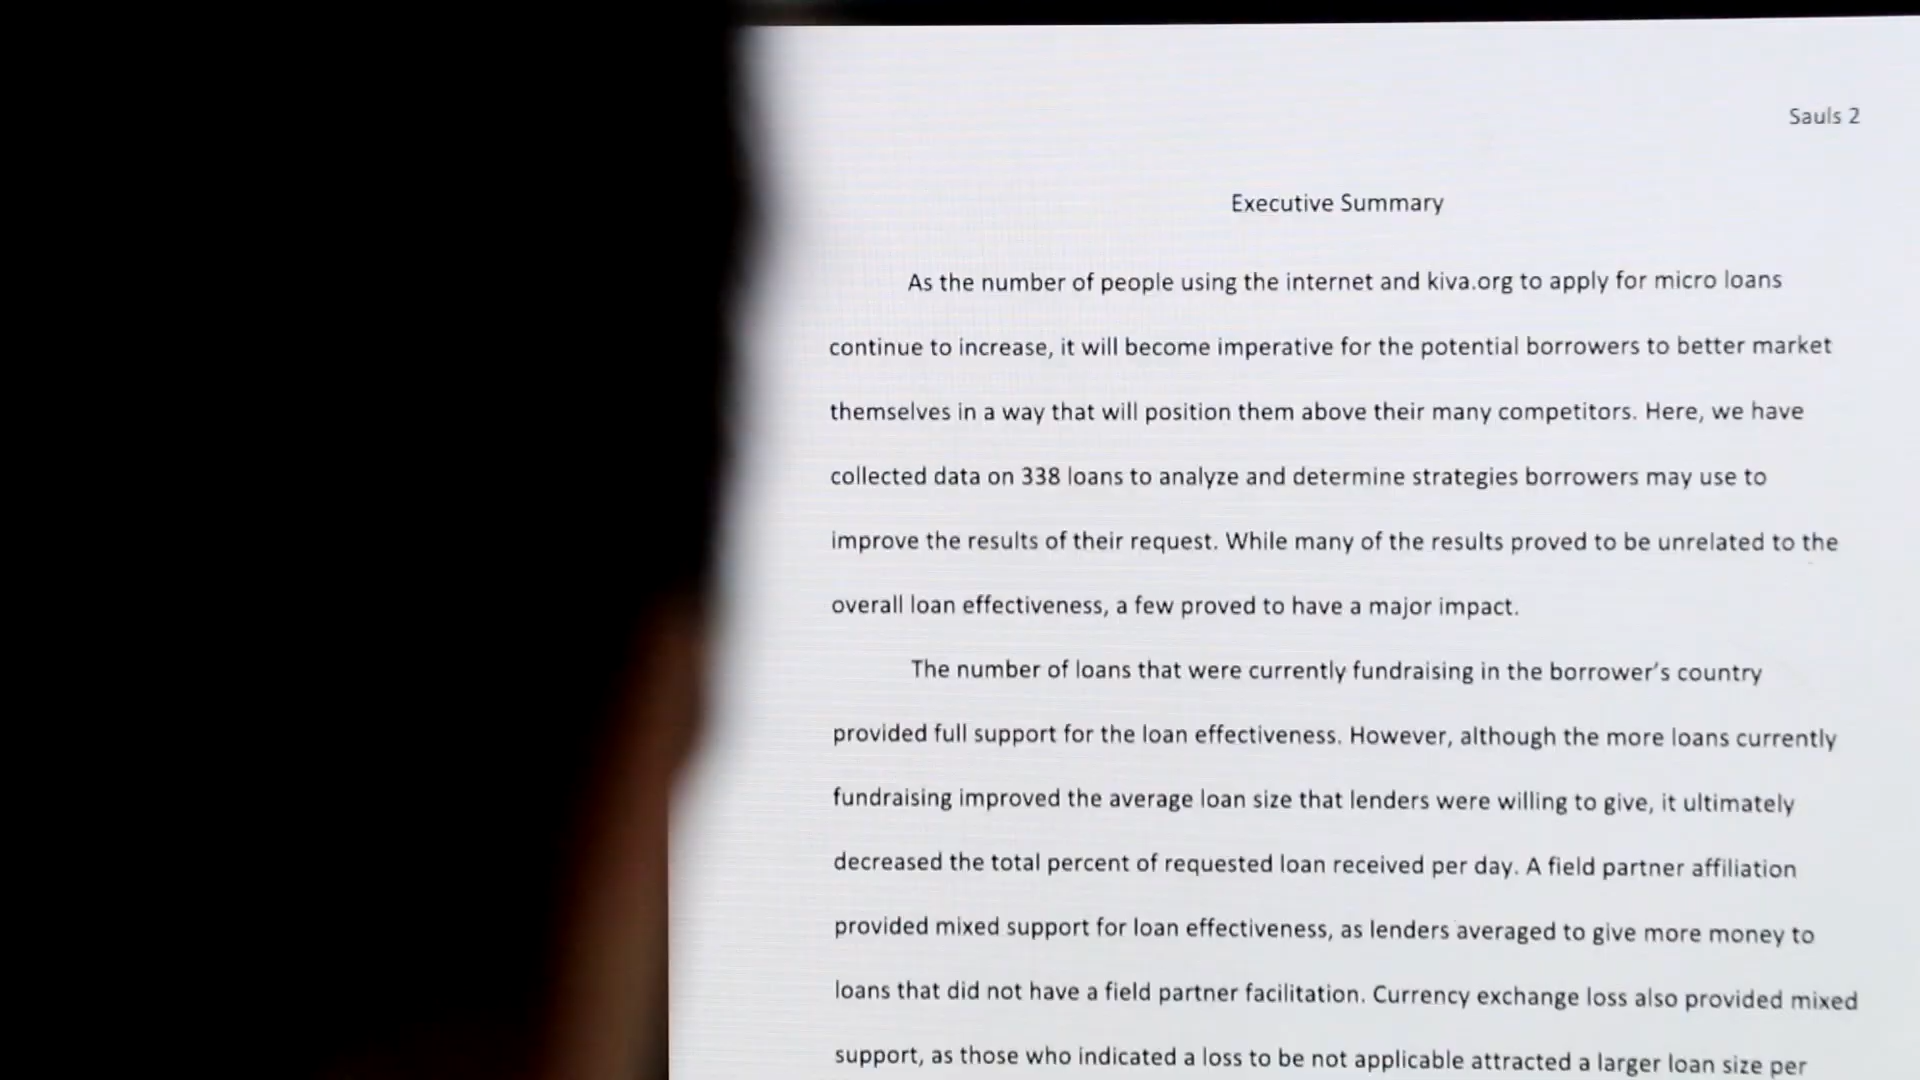 Sauls 2
Executive Summary
As the number of people using the internet and kiva.org to apply for micro loans
continue to increase, it will become imperative for the potential borrowers to better market
themselves in a way that will position them above their many competitors. Here, we have
collected data on 338 loans to analyze and determine strategies borrowers may use to
improve the results of their request. While many of the results proved to be unrelated to the
overall loan effectiveness, a few proved to have a major impact.
The number of loans that were currently fundraising in the borrower’s country
provided full support for the loan effectiveness. However, although the more loans currently
fundraising improved the average loan size that lenders were willing to give, it ultimately
decreased the total percent of requested loan received per day. A field partner affiliation
provided mixed support for loan effectiveness, as lenders averaged to give more money to
loans that did not have a field partner facilitation. Currency exchange loss also provided mixed
support, as those who indicated a loss to be not applicable attracted a larger loan size per